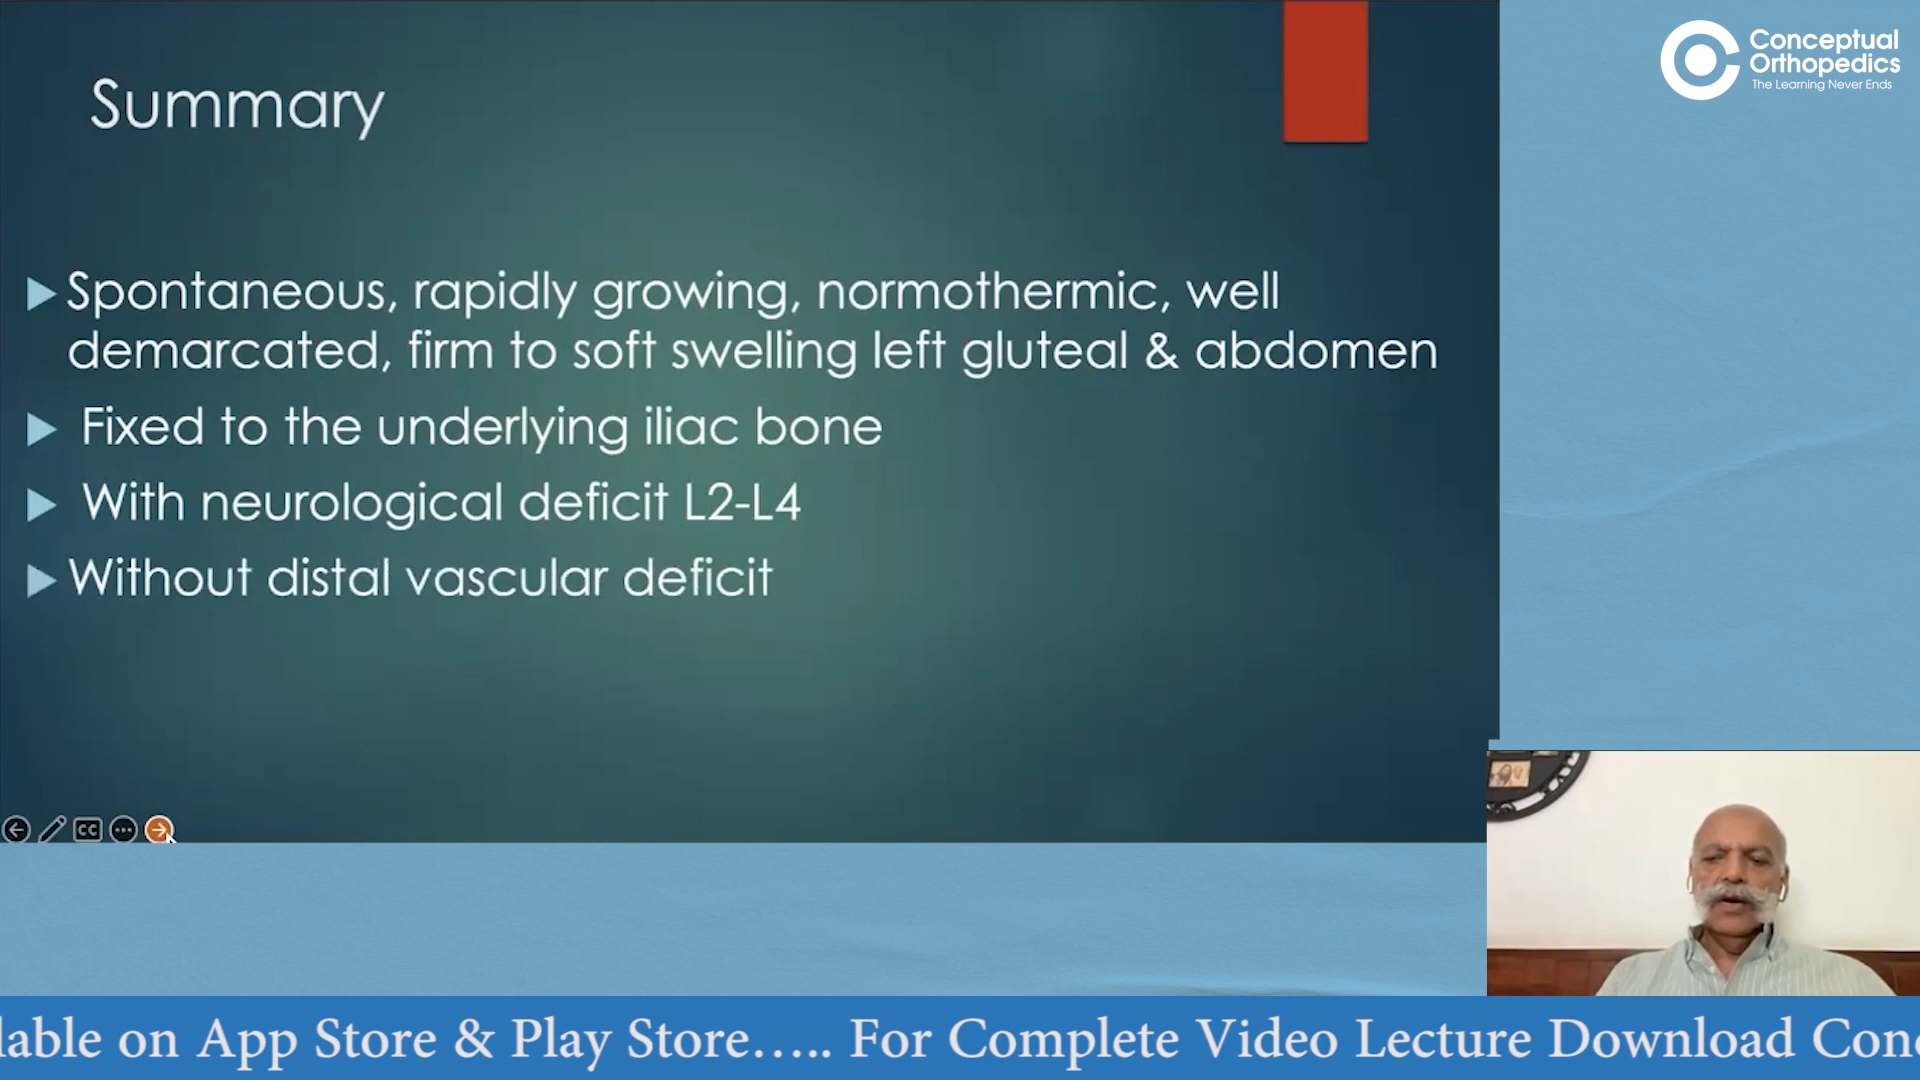 Summary
Conceptual
Orthopedics
The Learning Never Ends
Spontaneous, rapidly growing, normothermic, well
demarcated, firm to soft swelling left gluteal & abdomen
Fixed to the underlying iliac bone
With neurological deficit L2-L4
Without distal vascular deficit
CC
lable on App Store & Play Store..... For Complete Video Lecture Download Conc